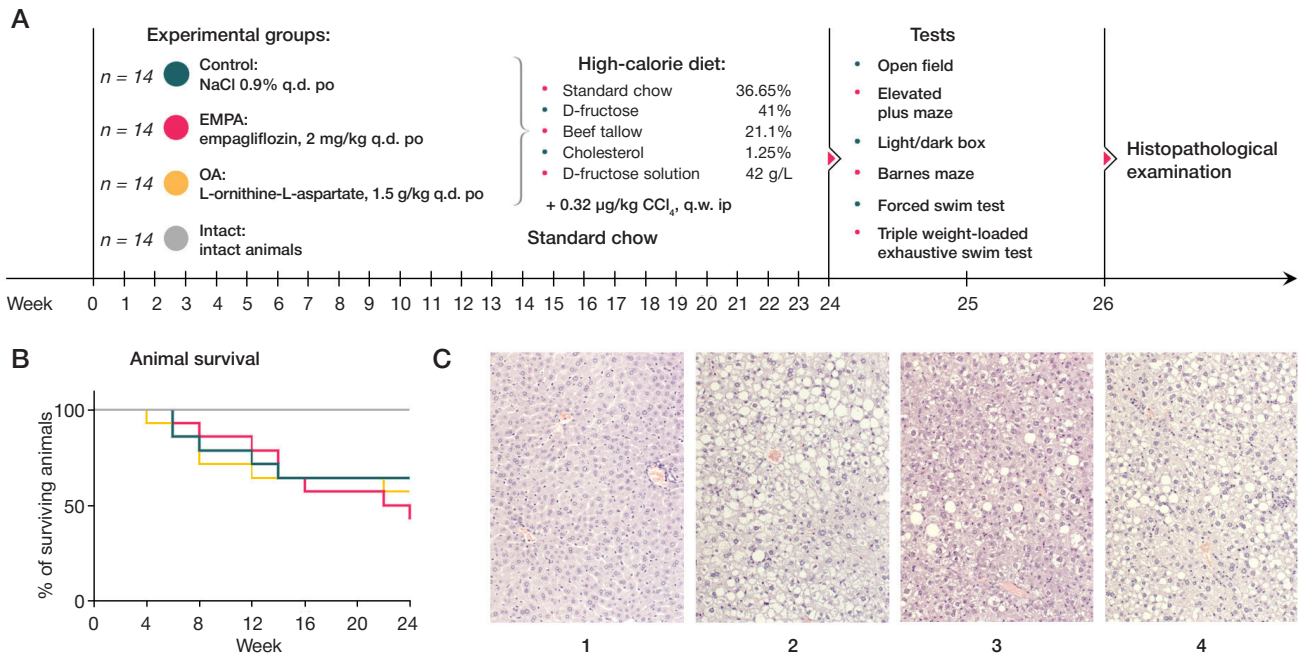 A
Experimental groups:
n = 14
Control:
NaCl 0.9% q.d. po
n = 14
EMPA:
empagliflozin, 2 mg/kg q.d. po
n = 14
OA:
L-ornithine-L-aspartate, 1.5 g/kg q.d. po
n = 14
Intact:
intact animals
High-calorie diet:
• Standard chow 36.65%
• D-fructose 41%
• Beef tallow 21.1%
• Cholesterol 1.25%
• D-fructose solution 42 g/L
+ 0.32 µg/kg CCl₄, q.w. ip
Standard chow
Tests
• Open field
• Elevated
plus maze
• Light/dark box
• Barnes maze
• Forced swim test
• Triple weight-loaded
exhaustive swim test
Histopathological
examination
Week 0 1 2 3 4 5 6 7 8 9 10 11 12 13 14 15 16 17 18 19 20 21 22 23 24 25 26
B
Animal survival
% of surviving animals
100
50
0
0 4 8 12 16 20 24
Week
C
1 2 3 4